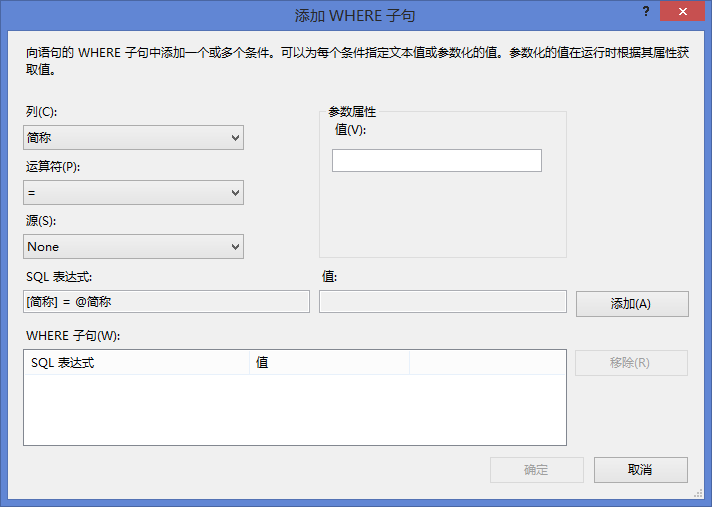 添加 WHERE 子句
?
向语句的 WHERE 子句中添加一个或多个条件。可以为每个条件指定文本值或参数化的值。参数化的值在运行时根据其属性获
取值。
列(C):
简称
运算符(P):
=
源(S):
None
参数属性
值(V):
SQL 表达式:
[简称] = @简称
值:
添加(A)
WHERE 子句(W):
SQL 表达式 值
移除(R)
确定 取消